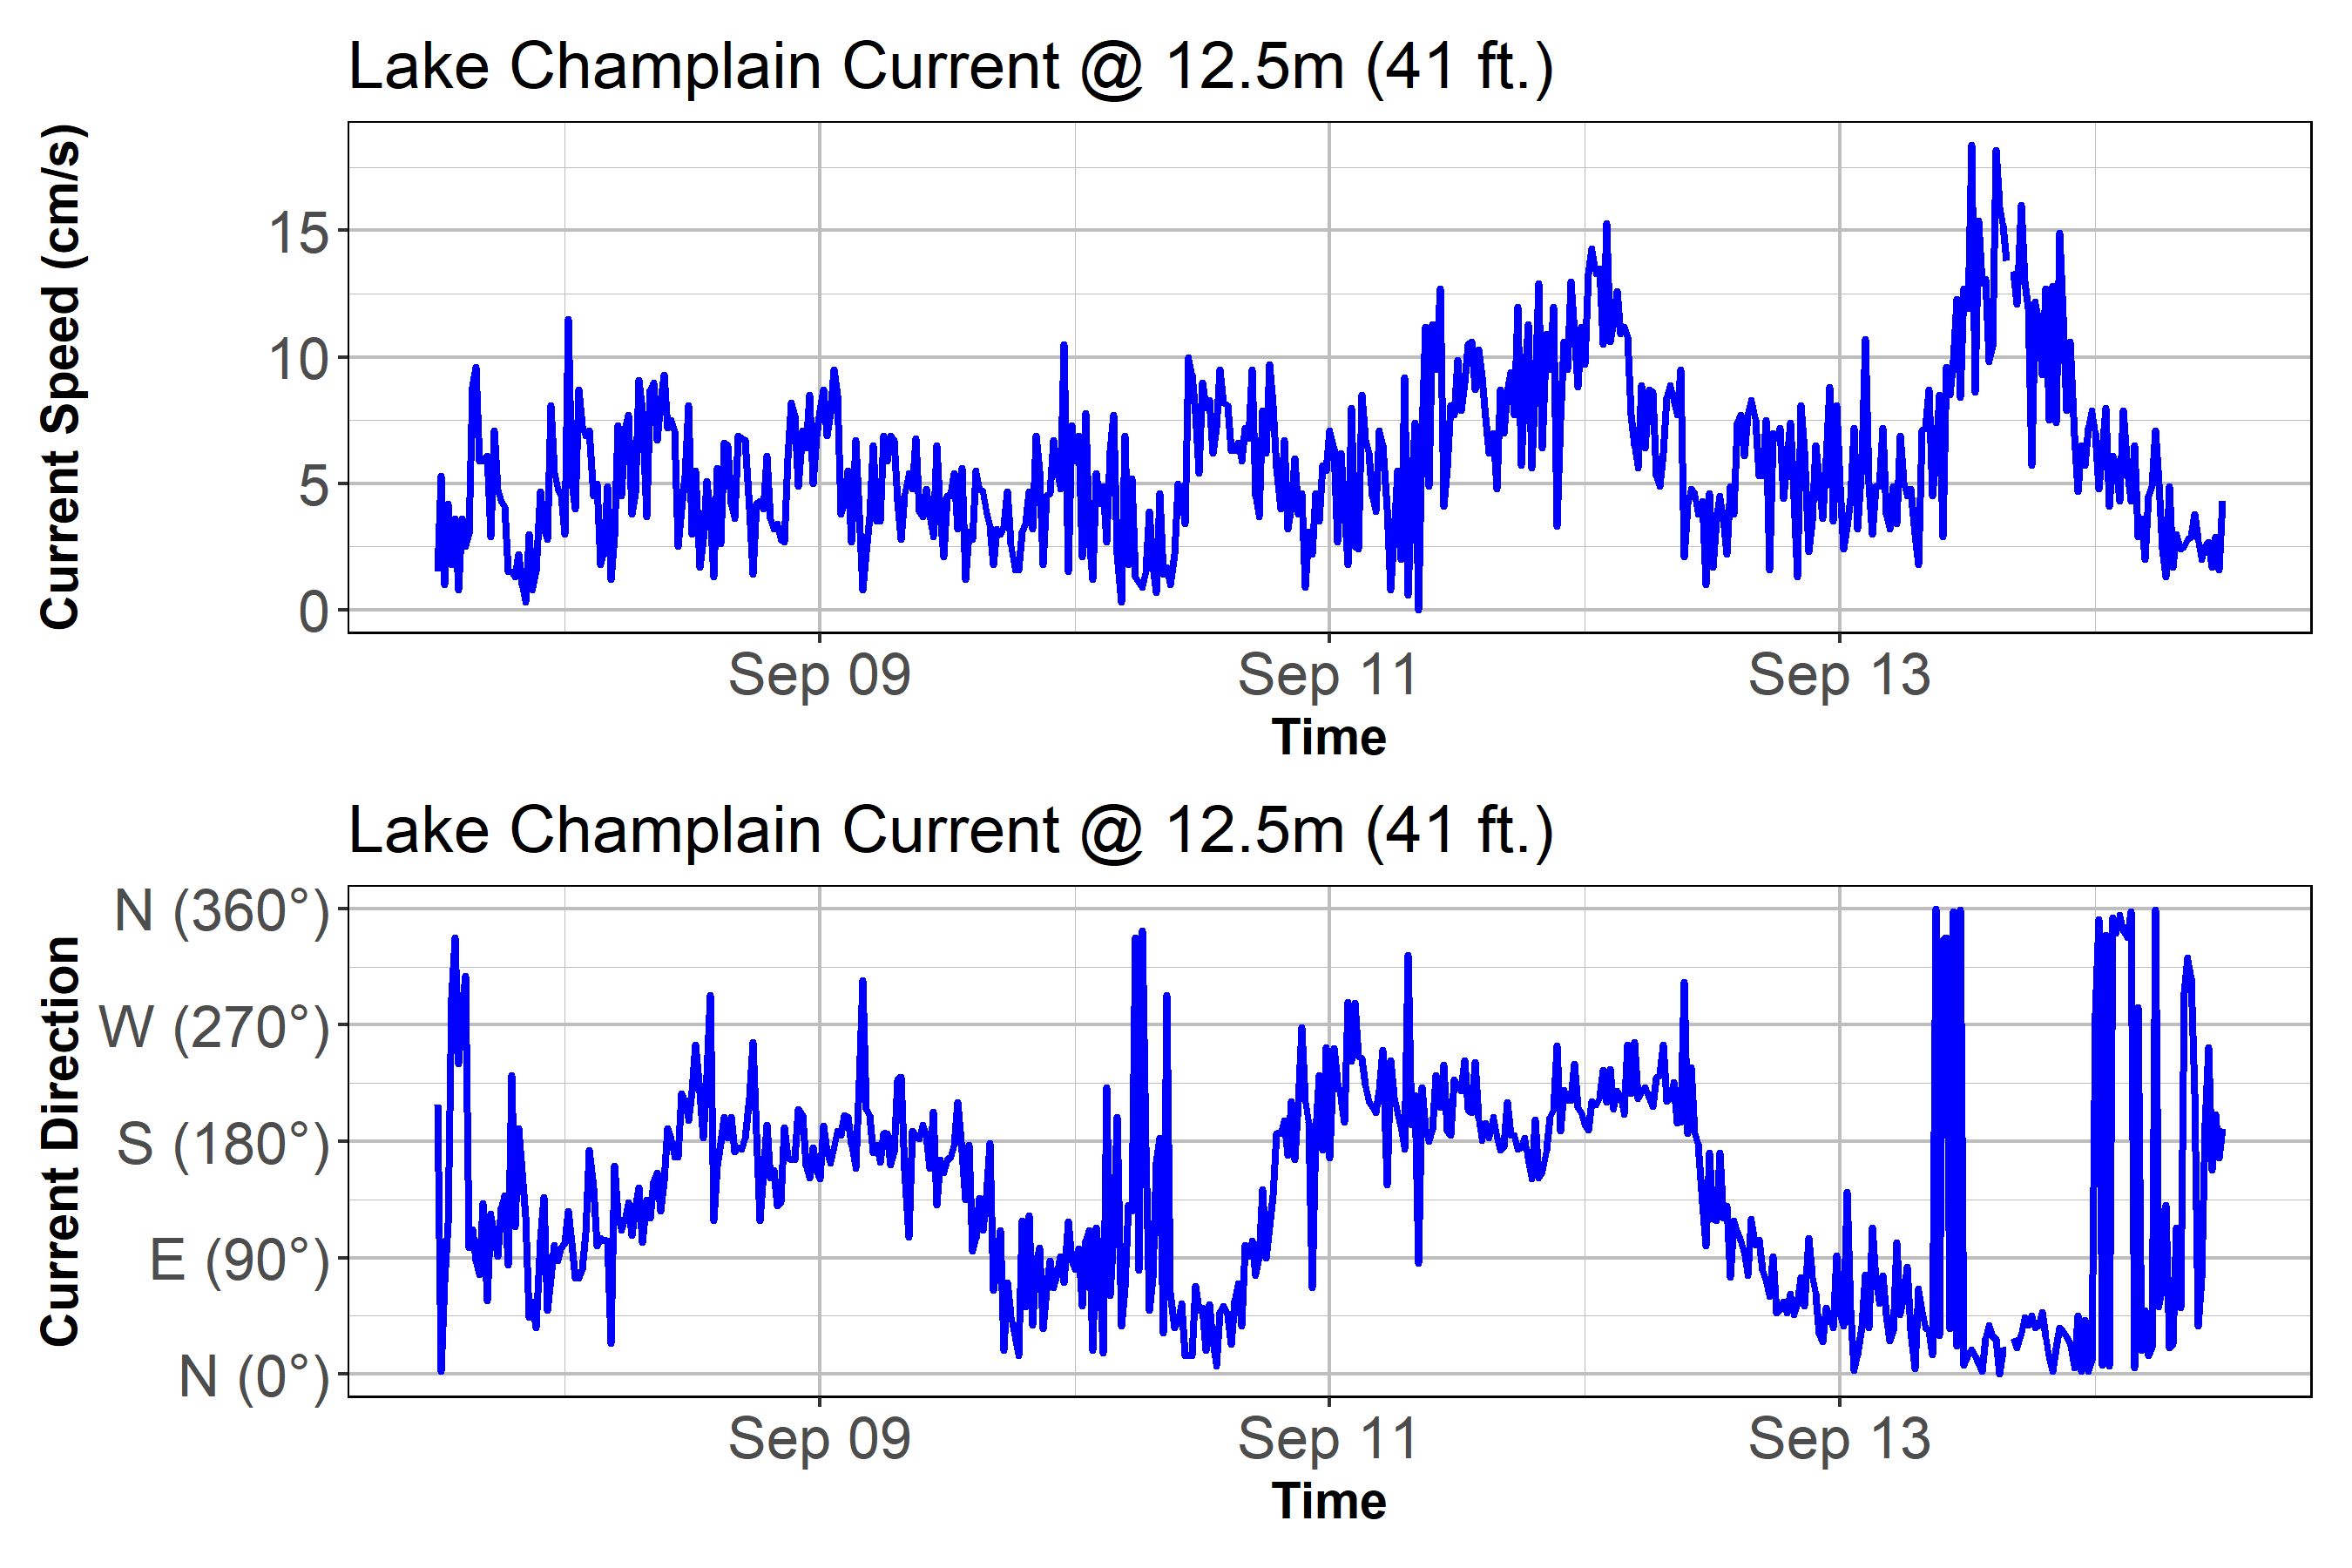 Lake Champlain Current @ 12.5m (41 ft.)
Current Speed (cm/s)
15
10
5
0
Sep 09 Sep 11 Sep 13
Time
Lake Champlain Current @ 12.5m (41 ft.)
Current Direction
N (360°)
W (270°)
S (180°)
E (90°)
N (0°)
Sep 09 Sep 11 Sep 13
Time